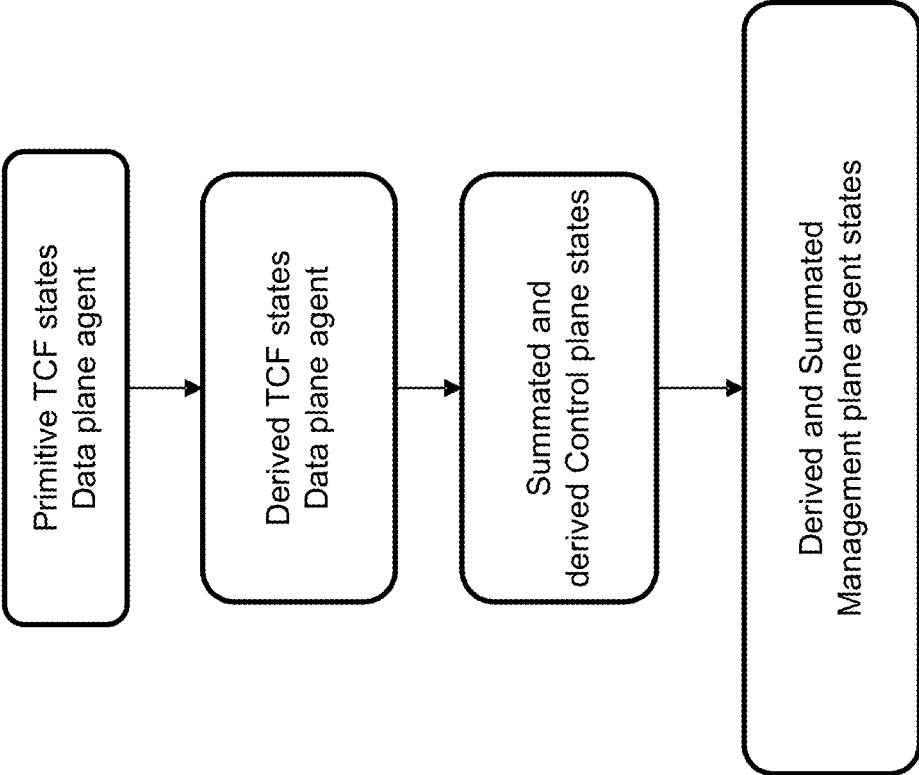 Primitive TCF states
Data plane agent
Derived TCF states
Data plane agent
Summated and
derived Control plane states
Derived and Summated
Management plane agent states